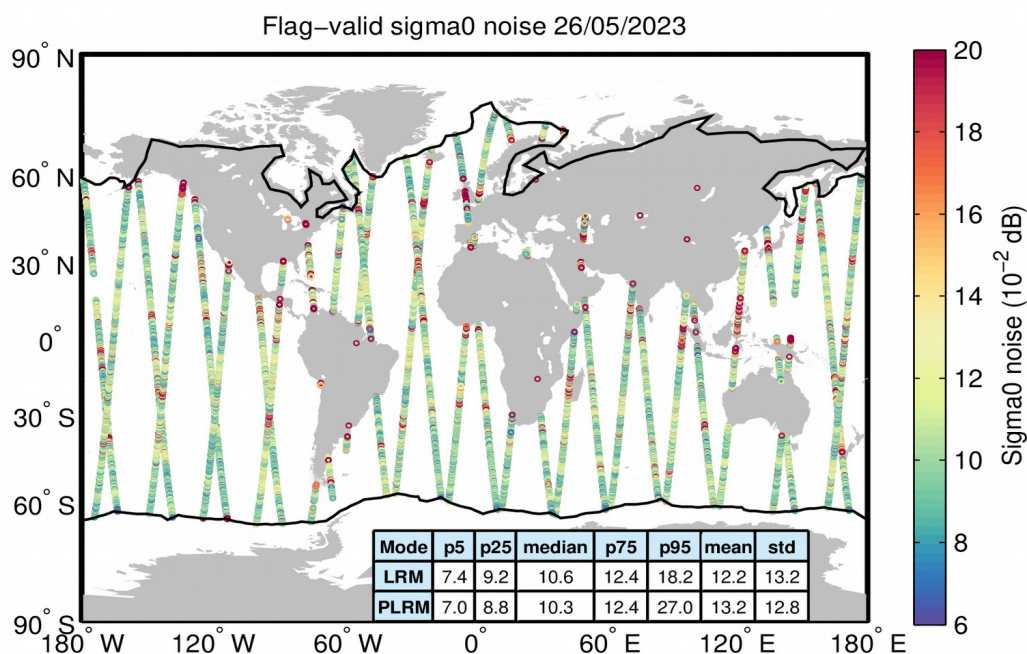 Flag-valid sigma0 noise 26/05/2023
90° N
60° N
30° N
0°
30° S
60° S
90° S
180° W
120° W
60° W
0°
60° E
120° E
180° E
Mode p5 p25 median p75 p95 mean std
LRM 7.4 9.2 10.6 12.4 18.2 12.2 13.2
PLRM 7.0 8.8 10.3 12.4 27.0 13.2 12.8
20
18
16
14
12
10
8
6
Sigma0 noise (10⁻² dB)